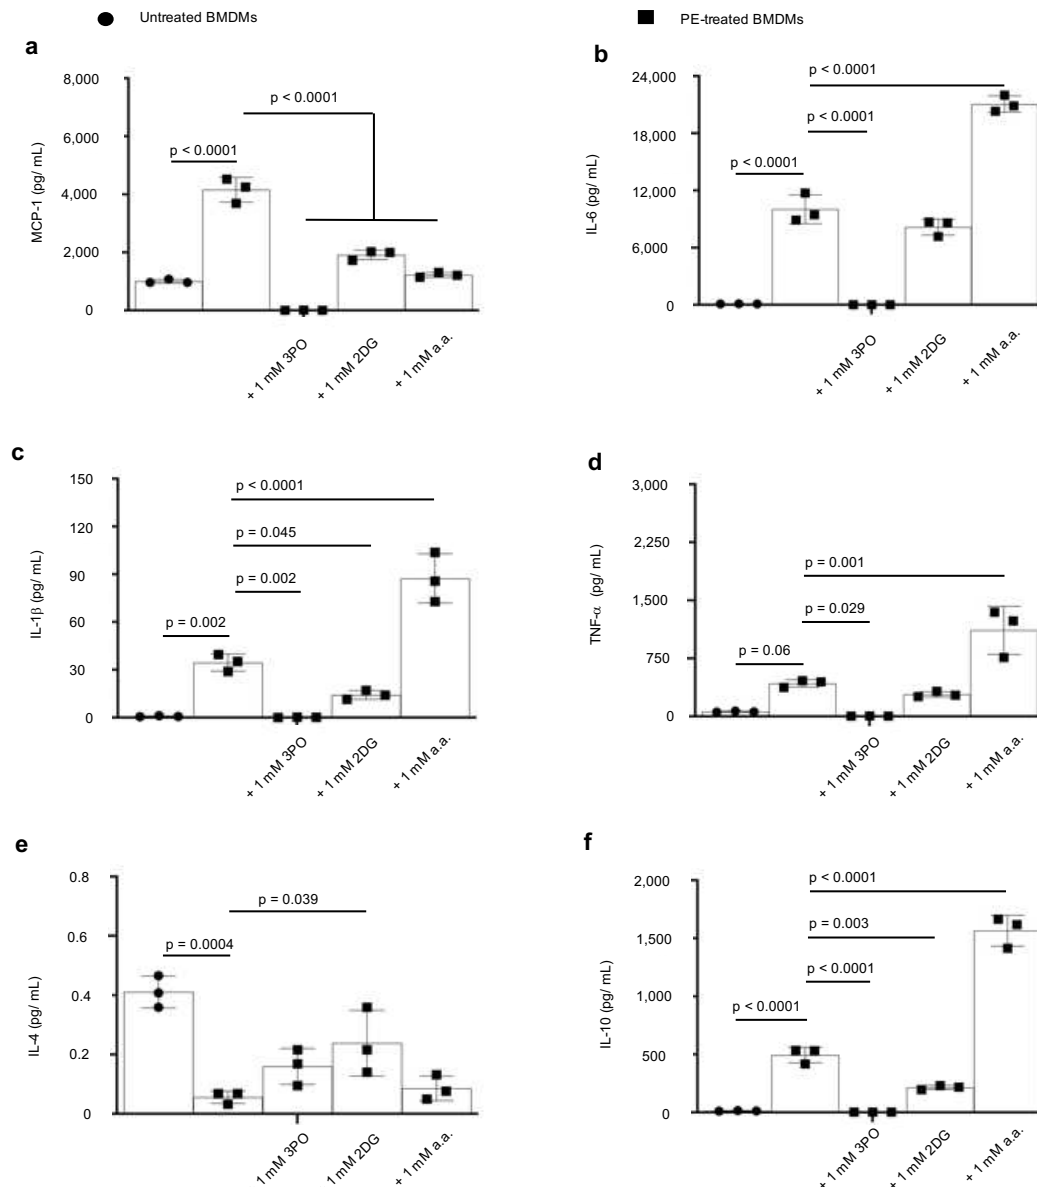 Untreated BMDMs
PE-treated BMDMs
a
8,000
6,000
4,000
2,000
0
MCP-1 (pg/ mL)
p < 0.0001
p < 0.0001
+ 1 mM 3PO
+ 1 mM 2DG
+ 1 mM a.a.
b
24,000
18,000
12,000
6,000
0
IL-6 (pg/ mL)
p < 0.0001
p < 0.0001
p < 0.0001
+ 1 mM 3PO
+ 1 mM 2DG
+ 1 mM a.a.
c
150
120
90
60
30
0
IL-1β (pg/ mL)
p < 0.0001
p = 0.045
p = 0.002
p = 0.002
+ 1 mM 3PO
+ 1 mM 2DG
+ 1 mM a.a.
d
3,000
2,250
1,500
750
0
TNF-α (pg/ mL)
p = 0.001
p = 0.029
p = 0.06
+ 1 mM 3PO
+ 1 mM 2DG
+ 1 mM a.a.
e
0.8
0.6
0.4
0.2
0
IL-4 (pg/ mL)
p = 0.039
p = 0.0004
1 mM 3PO
1 mM 2DG
+ 1 mM a.a.
f
2,000
1,500
1,000
500
0
IL-10 (pg/ mL)
p < 0.0001
p = 0.003
p < 0.0001
p < 0.0001
+ 1 mM 3PO
+ 1 mM 2DG
+ 1 mM a.a.